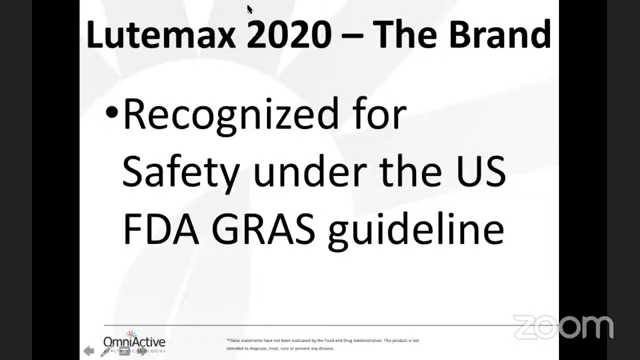 Lutemax 2020 – The Brand
•Recognized for
Safety under the US
FDA GRAS guideline
OmniActive
HEALTH TECHNOLOGIES
*These statements have not been evaluated by the Food and Drug Administration. This product is not
intended to diagnose, treat, cure or prevent any disease.
zoom